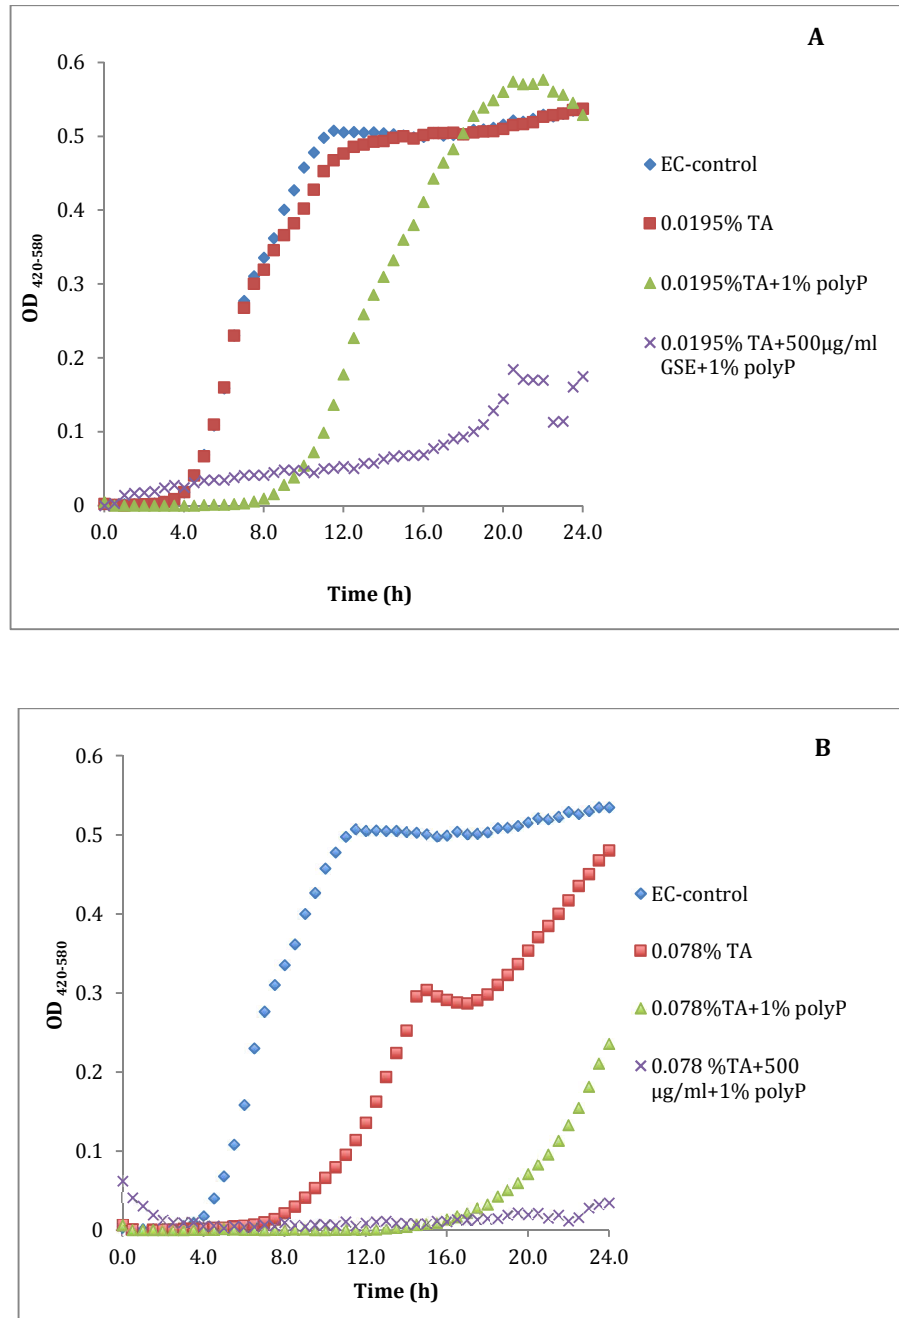 A
0.6
0.5
0.4
0.3
0.2
0.1
0
OD 420-580
0.0 4.0 8.0 12.0 16.0 20.0 24.0
Time (h)
EC-control
0.0195% TA
0.0195%TA+1% polyP
0.0195% TA+500µg/ml
GSE+1% polyP
B
0.6
0.5
0.4
0.3
0.2
0.1
0
OD 420-580
0.0 4.0 8.0 12.0 16.0 20.0 24.0
Time (h)
EC-control
0.078% TA
0.078%TA+1% polyP
0.078 %TA+500
µg/ml+1% polyP